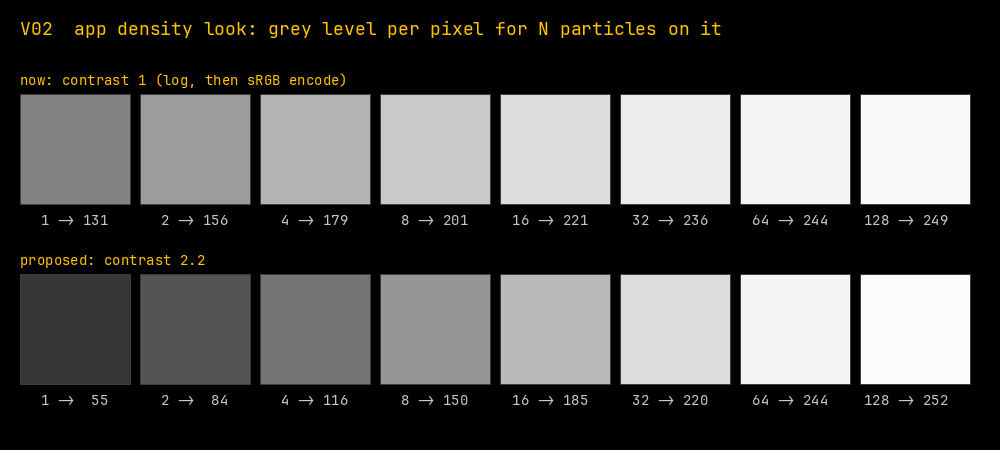 V02  app density look: grey level per pixel for N particles on it
now: contrast 1 (log, then sRGB encode)
1 -> 131 2 -> 156 4 -> 179 8 -> 201 16 -> 221 32 -> 236 64 -> 244 128 -> 249
proposed: contrast 2.2
1 ->  55 2 ->  84 4 -> 116 8 -> 150 16 -> 185 32 -> 220 64 -> 244 128 -> 252